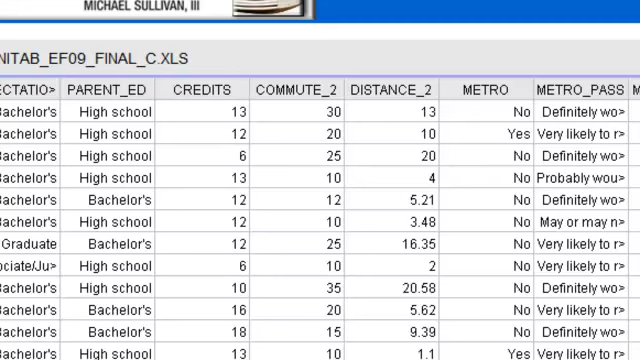 MICHAEL SULLIVAN, III
NITAB_EF09_FINAL_C.XLS
ECTATIO> PARENT_ED CREDITS COMMUTE_2 DISTANCE_2 METRO METRO_PASS M
Bachelor's High school 13 30 13 No Definitely wo>
Bachelor's High school 12 20 10 Yes Very likely to r>
Bachelor's High school 6 25 20 No Definitely wo>
Bachelor's High school 13 10 4 No Probably wou>
Bachelor's Bachelor's 12 12 5.21 No Definitely wo>
Bachelor's High school 12 10 3.48 No May or may n>
Graduate Bachelor's 12 25 16.35 No Very likely to r>
ociate/Ju> High school 6 10 2 No Very likely to r>
Bachelor's High school 10 35 20.58 No Definitely wo>
Bachelor's Bachelor's 16 20 5.62 No Very likely to r>
Bachelor's Bachelor's 18 15 9.39 No Definitely wo>
Bachelor's High school 13 10 1.1 Yes Very likely to r>